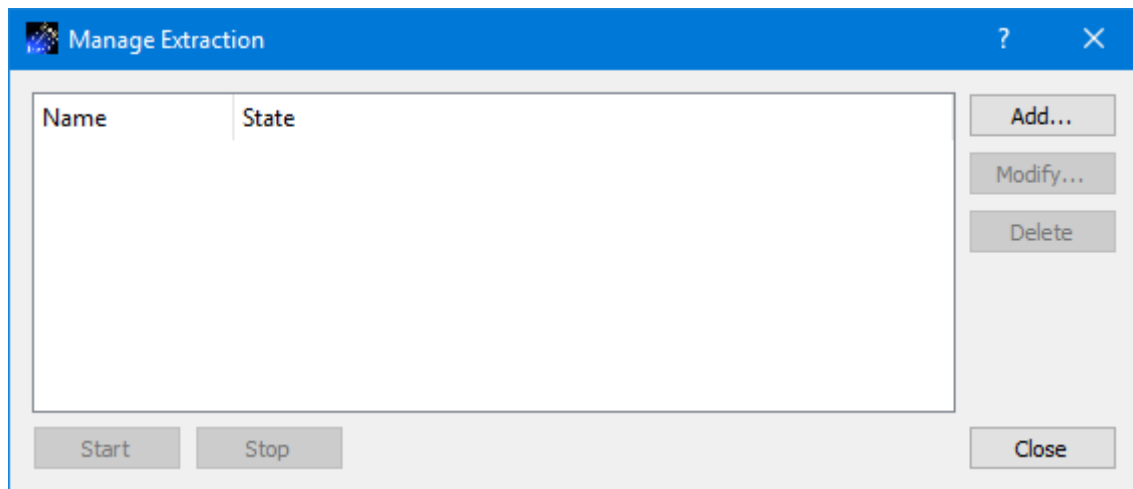 Manage Extraction ?
Name State
Add...
Modify...
Delete
Start Stop
Close